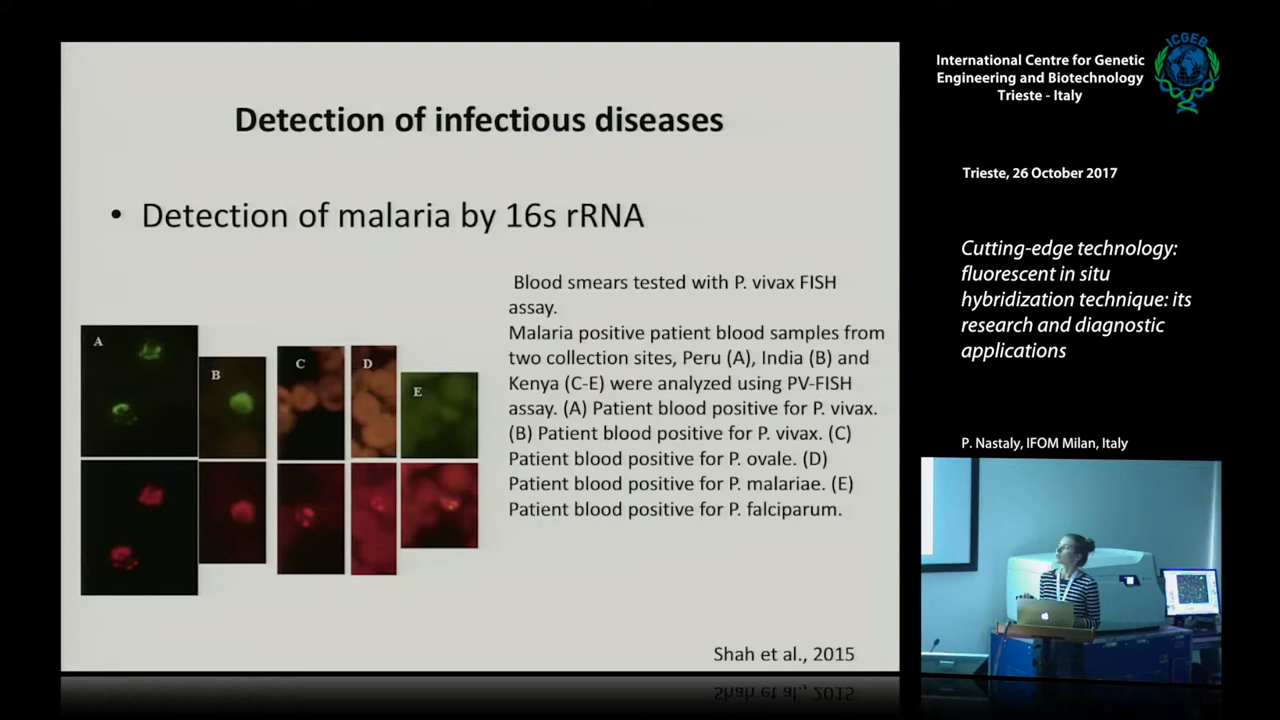 Detection of infectious diseases
• Detection of malaria by 16s rRNA
Blood smears tested with P. vivax FISH
assay.
Malaria positive patient blood samples from
two collection sites, Peru (A), India (B) and
Kenya (C-E) were analyzed using PV-FISH
assay. (A) Patient blood positive for P. vivax.
(B) Patient blood positive for P. vivax. (C)
Patient blood positive for P. ovale. (D)
Patient blood positive for P. malariae. (E)
Patient blood positive for P. falciparum.
A
B
C
D
E
Shah et al., 2015
International Centre for Genetic
Engineering and Biotechnology
Trieste - Italy
ICGEB
Trieste, 26 October 2017
Cutting-edge technology:
fluorescent in situ
hybridization technique: its
research and diagnostic
applications
P. Nastaly, IFOM Milan, Italy